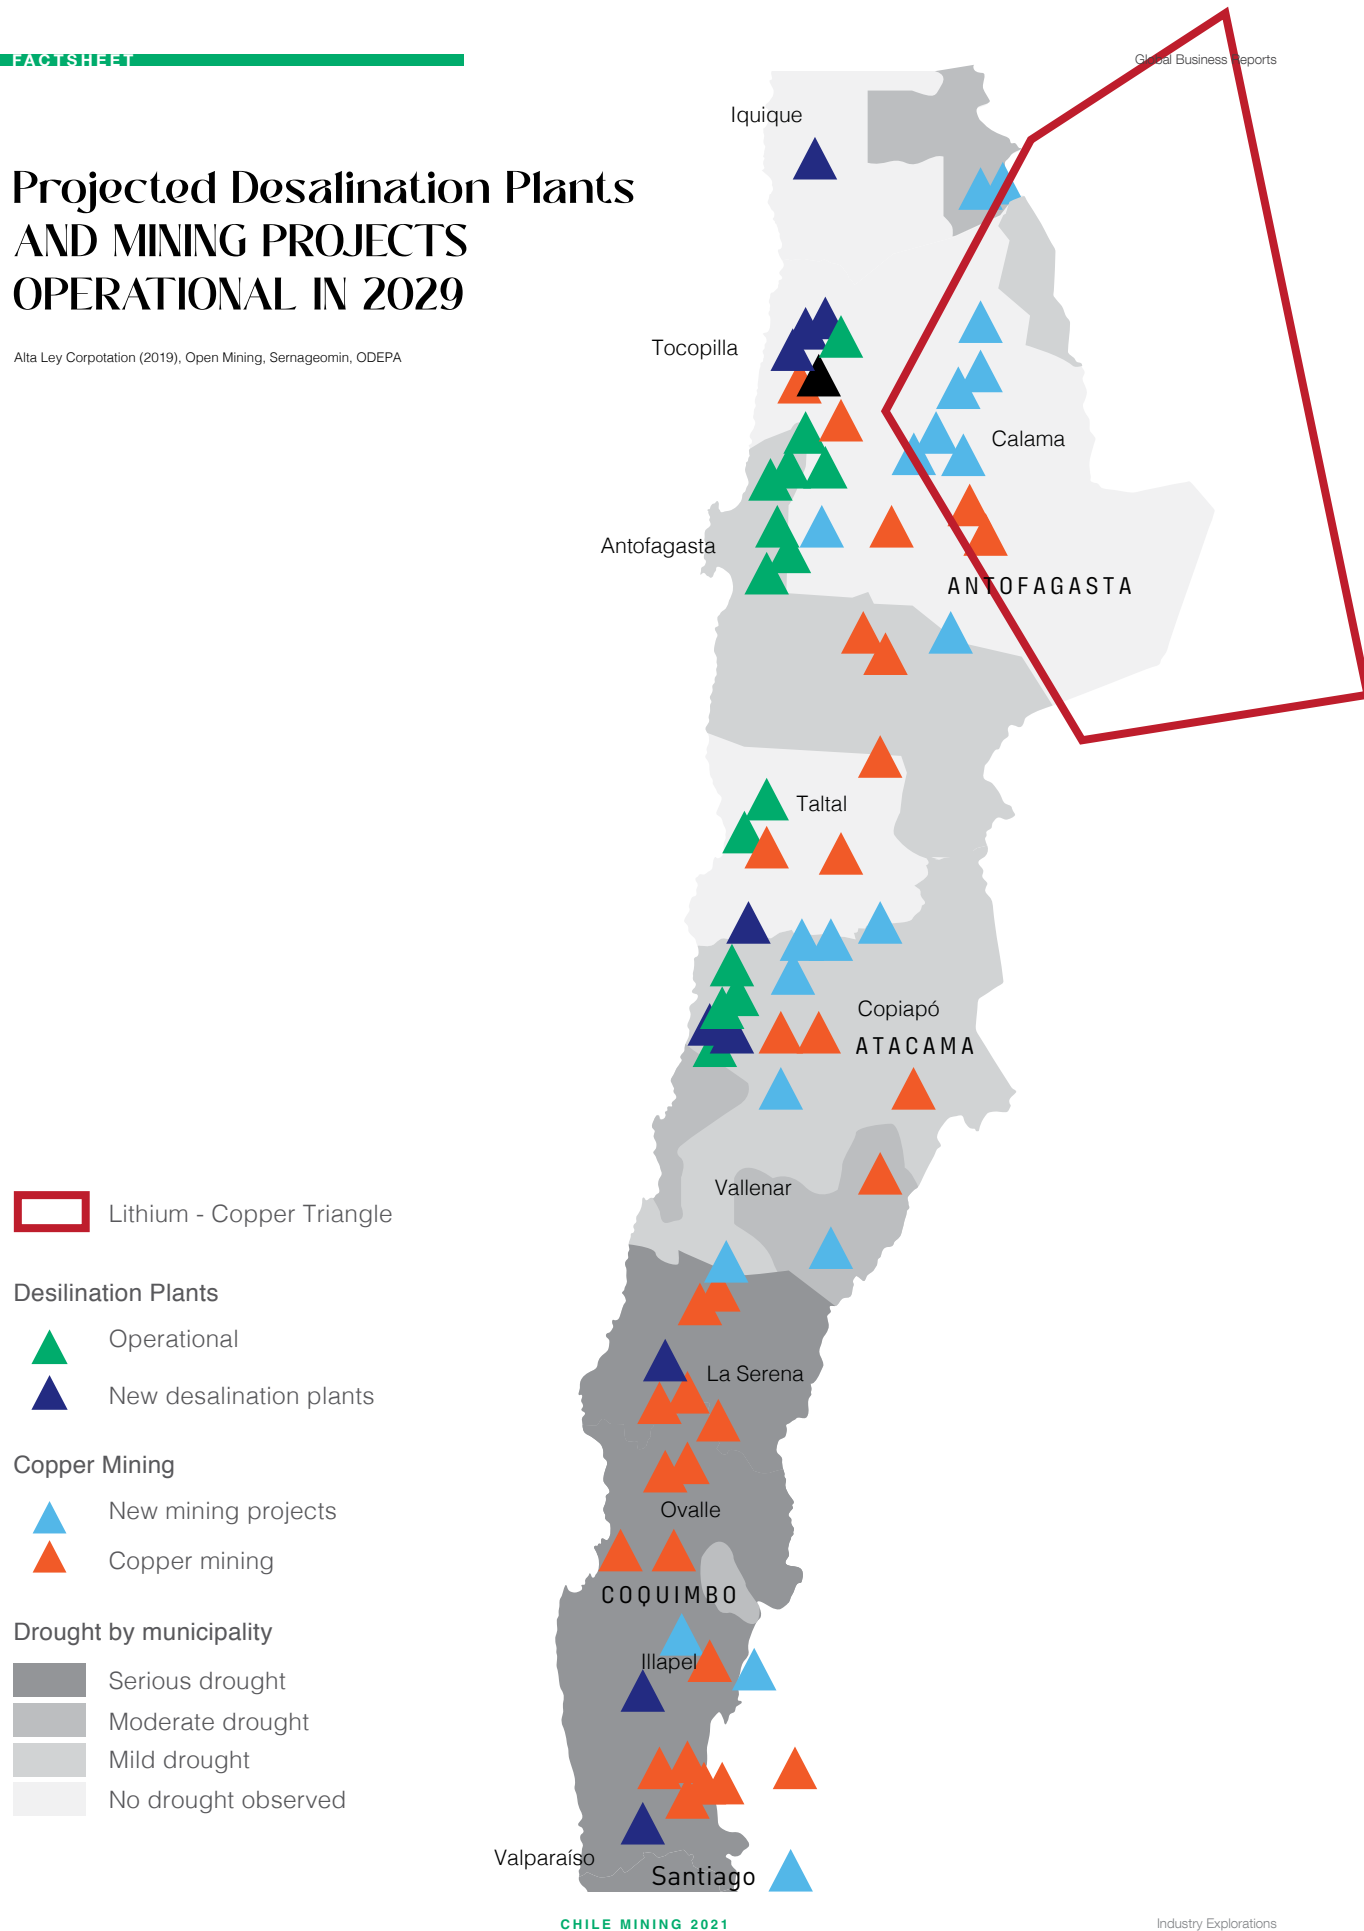 FACTSHEET
Global Business Reports
Projected Desalination Plants
AND MINING PROJECTS
OPERATIONAL IN 2029
Alta Ley Corpotation (2019), Open Mining, Sernageomin, ODEPA
Iquique
Tocopilla
Calama
Antofagasta
ANTOFAGASTA
Taltal
Copiapó
ATACAMA
Vallenar
La Serena
Ovalle
COQUIMBO
Illapel
Valparaíso
Santiago
Lithium - Copper Triangle
Desilination Plants
Operational
New desalination plants
Copper Mining
New mining projects
Copper mining
Drought by municipality
Serious drought
Moderate drought
Mild drought
No drought observed
CHILE MINING 2021
Industry Explorations